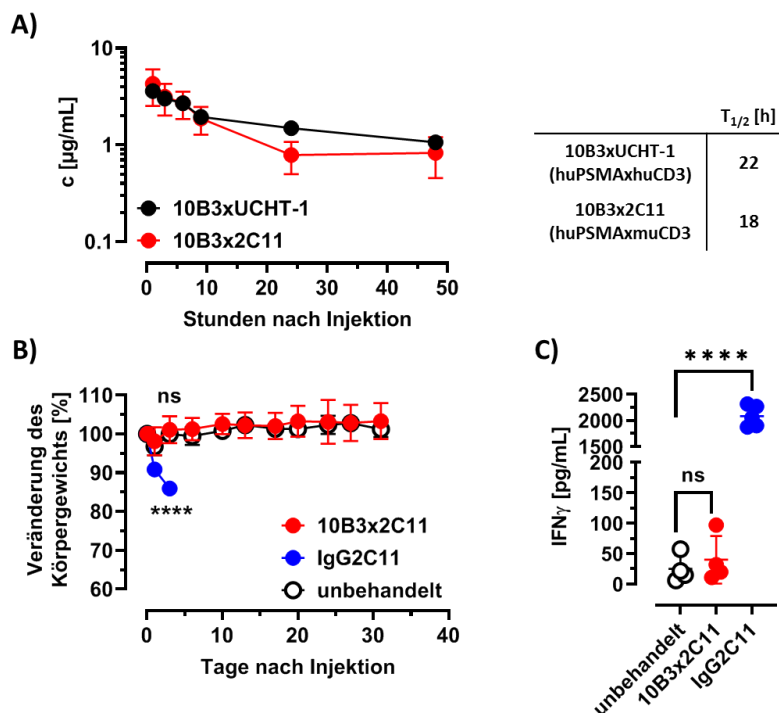 A)
10
1
0.1
c [µg/mL]
10B3xUCHT-1
10B3x2C11
0 10 20 30 40 50
Stunden nach Injektion
T1/2 [h]
10B3xUCHT-1
(huPSMAxhuCD3)
22
10B3x2C11
(huPSMAxmuCD3
18
B)
ns
110
100
90
80
70
60
Veränderung des
Körpergewichts [%]
****
10B3x2C11
IgG2C11
unbehandelt
0 10 20 30 40
Tage nach Injektion
C)
****
2500
2250
2000
1750
1500
ns
150
100
50
25
0
IFNγ [pg/mL]
unbehandelt
10B3x2C11
IgG2C11